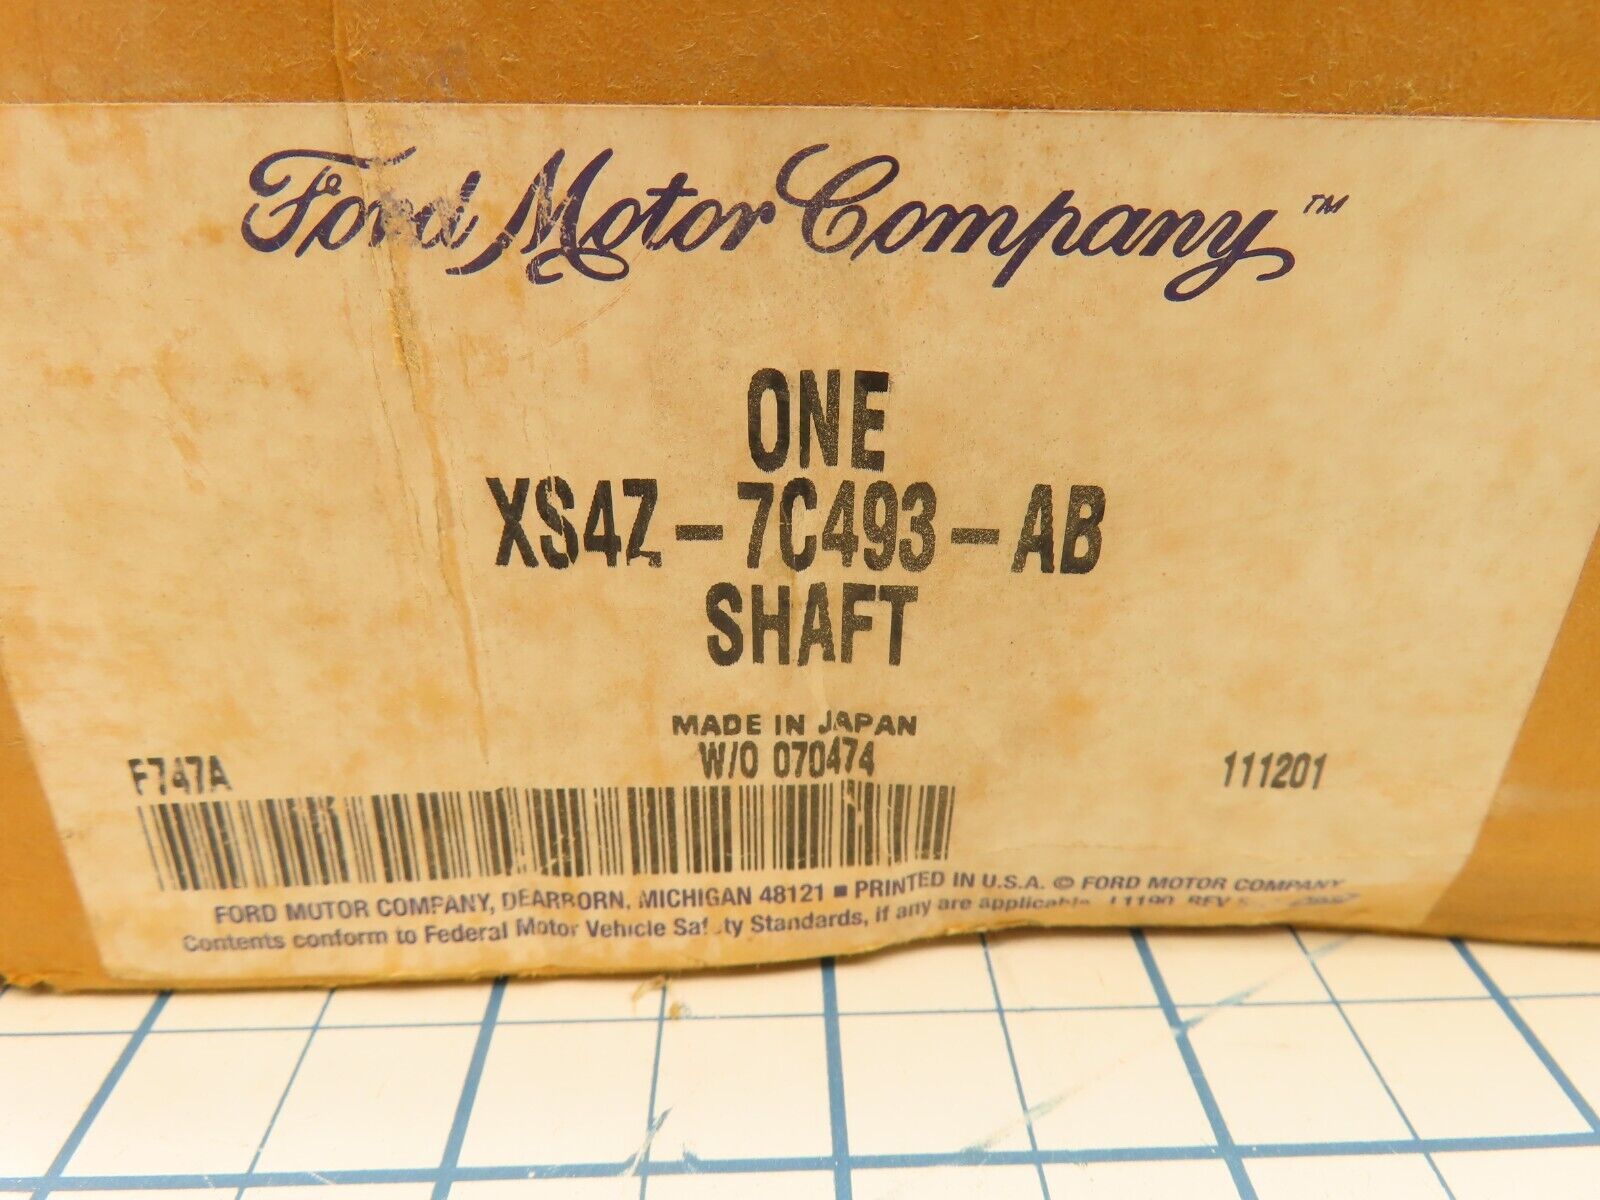 Ford Motor Company™
ONE
XS4Z-7C493-AB
SHAFT
MADE IN JAPAN
W/O 070474
F747A
111201
FORD MOTOR COMPANY, DEARBORN, MICHIGAN 48121 ■ PRINTED IN U.S.A. © FORD MOTOR COMPANY
Contents conform to Federal Motor Vehicle Safety Standards, if any are applicable. REV